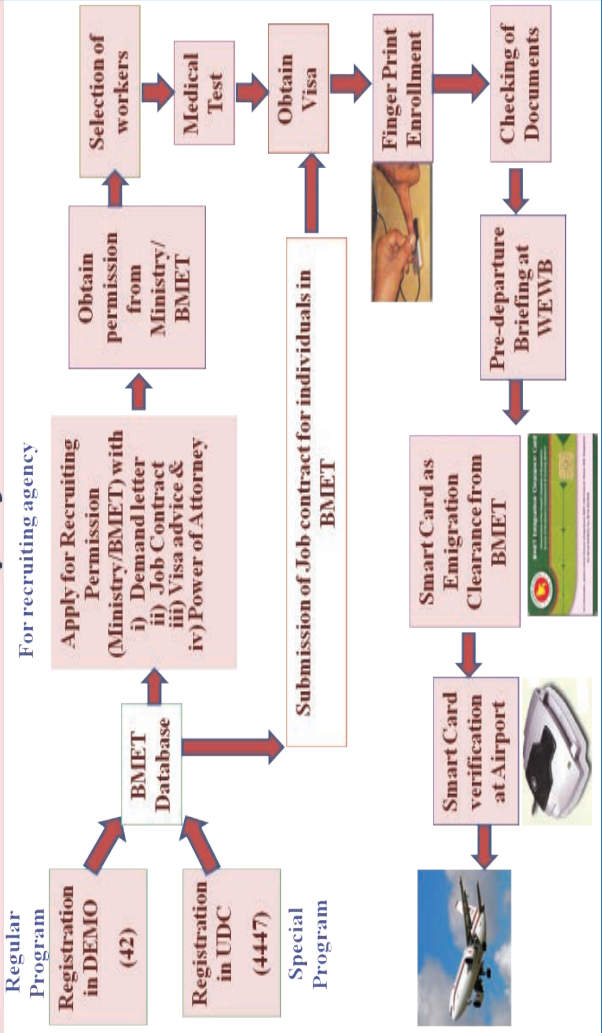 For recruiting agency
Regular
Program
Registration
in DEMO
(42)
Registration
in UDC
(4447)
Special
Program
BMET
Database
Apply for Recruiting
Permission
(Ministry/BMET) with
i) Demand letter
ii) Job Contract
iii) Visa advice &
iv) Power of Attorney
Obtain
permission
from
Ministry/
BMET
Selection of
workers
Medical
Test
Submission of Job contract for individuals in
BMET
Obtain
Visa
Finger Print
Enrollment
Checking of
Documents
Pre-departure
Briefing at
WEWB
Smart Card as
Emigration
Clearance from
BMET
BMET Emigration Clearance Card
Smart Card
verification
at Airport